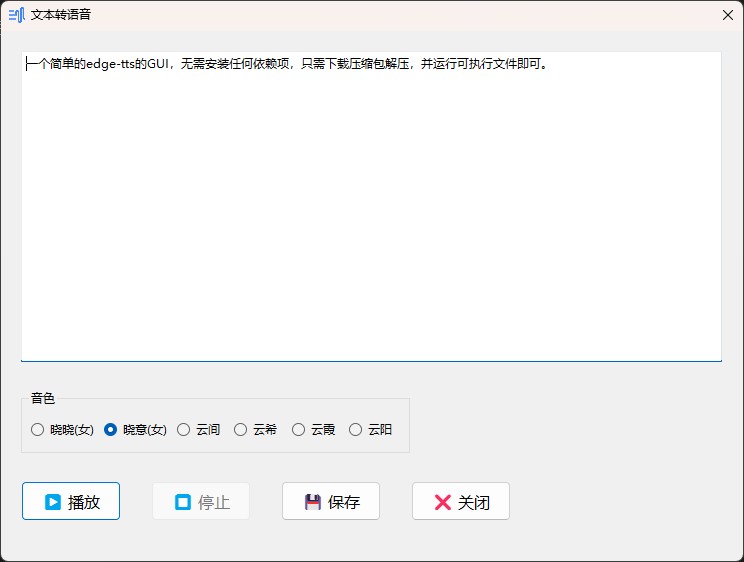 文本转语音
一个简单的edge-tts的GUI，无需安装任何依赖项，只需下载压缩包解压，并运行可执行文件即可。
音色
晓晓(女) 晓意(女) 云间 云希 云霞 云阳
播放 停止 保存 关闭